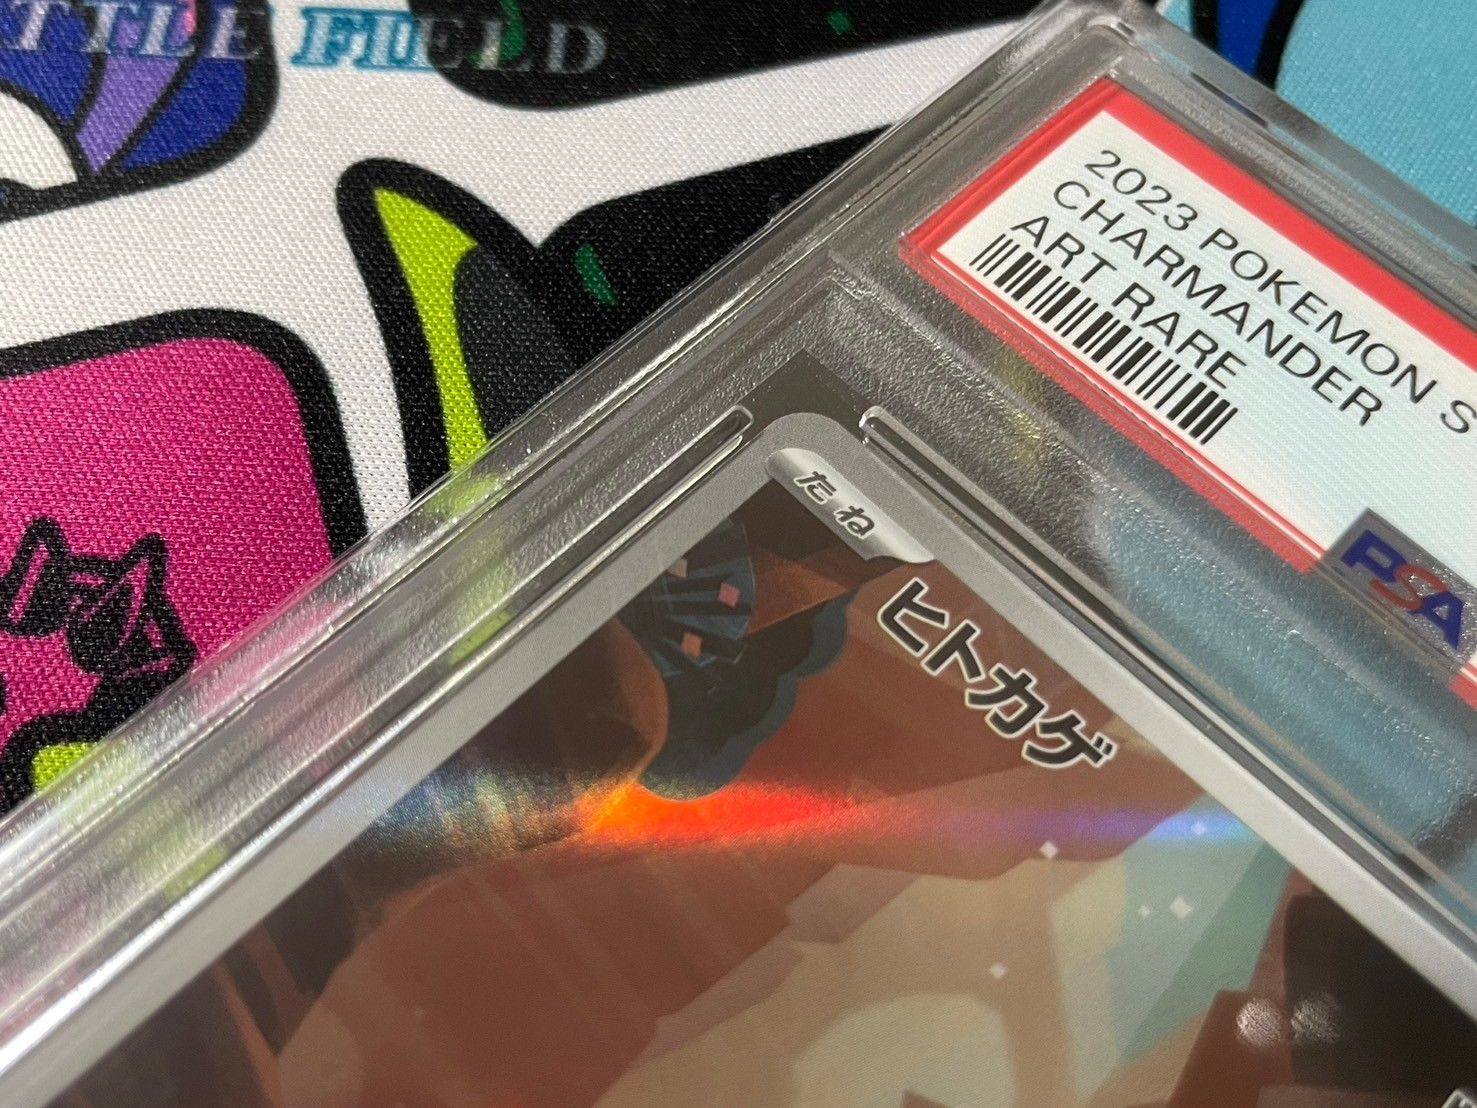 TTLE FIELD
2023 POKEMON S
CHARMANDER
ART RARE
PSA
たね
ヒトカゲ